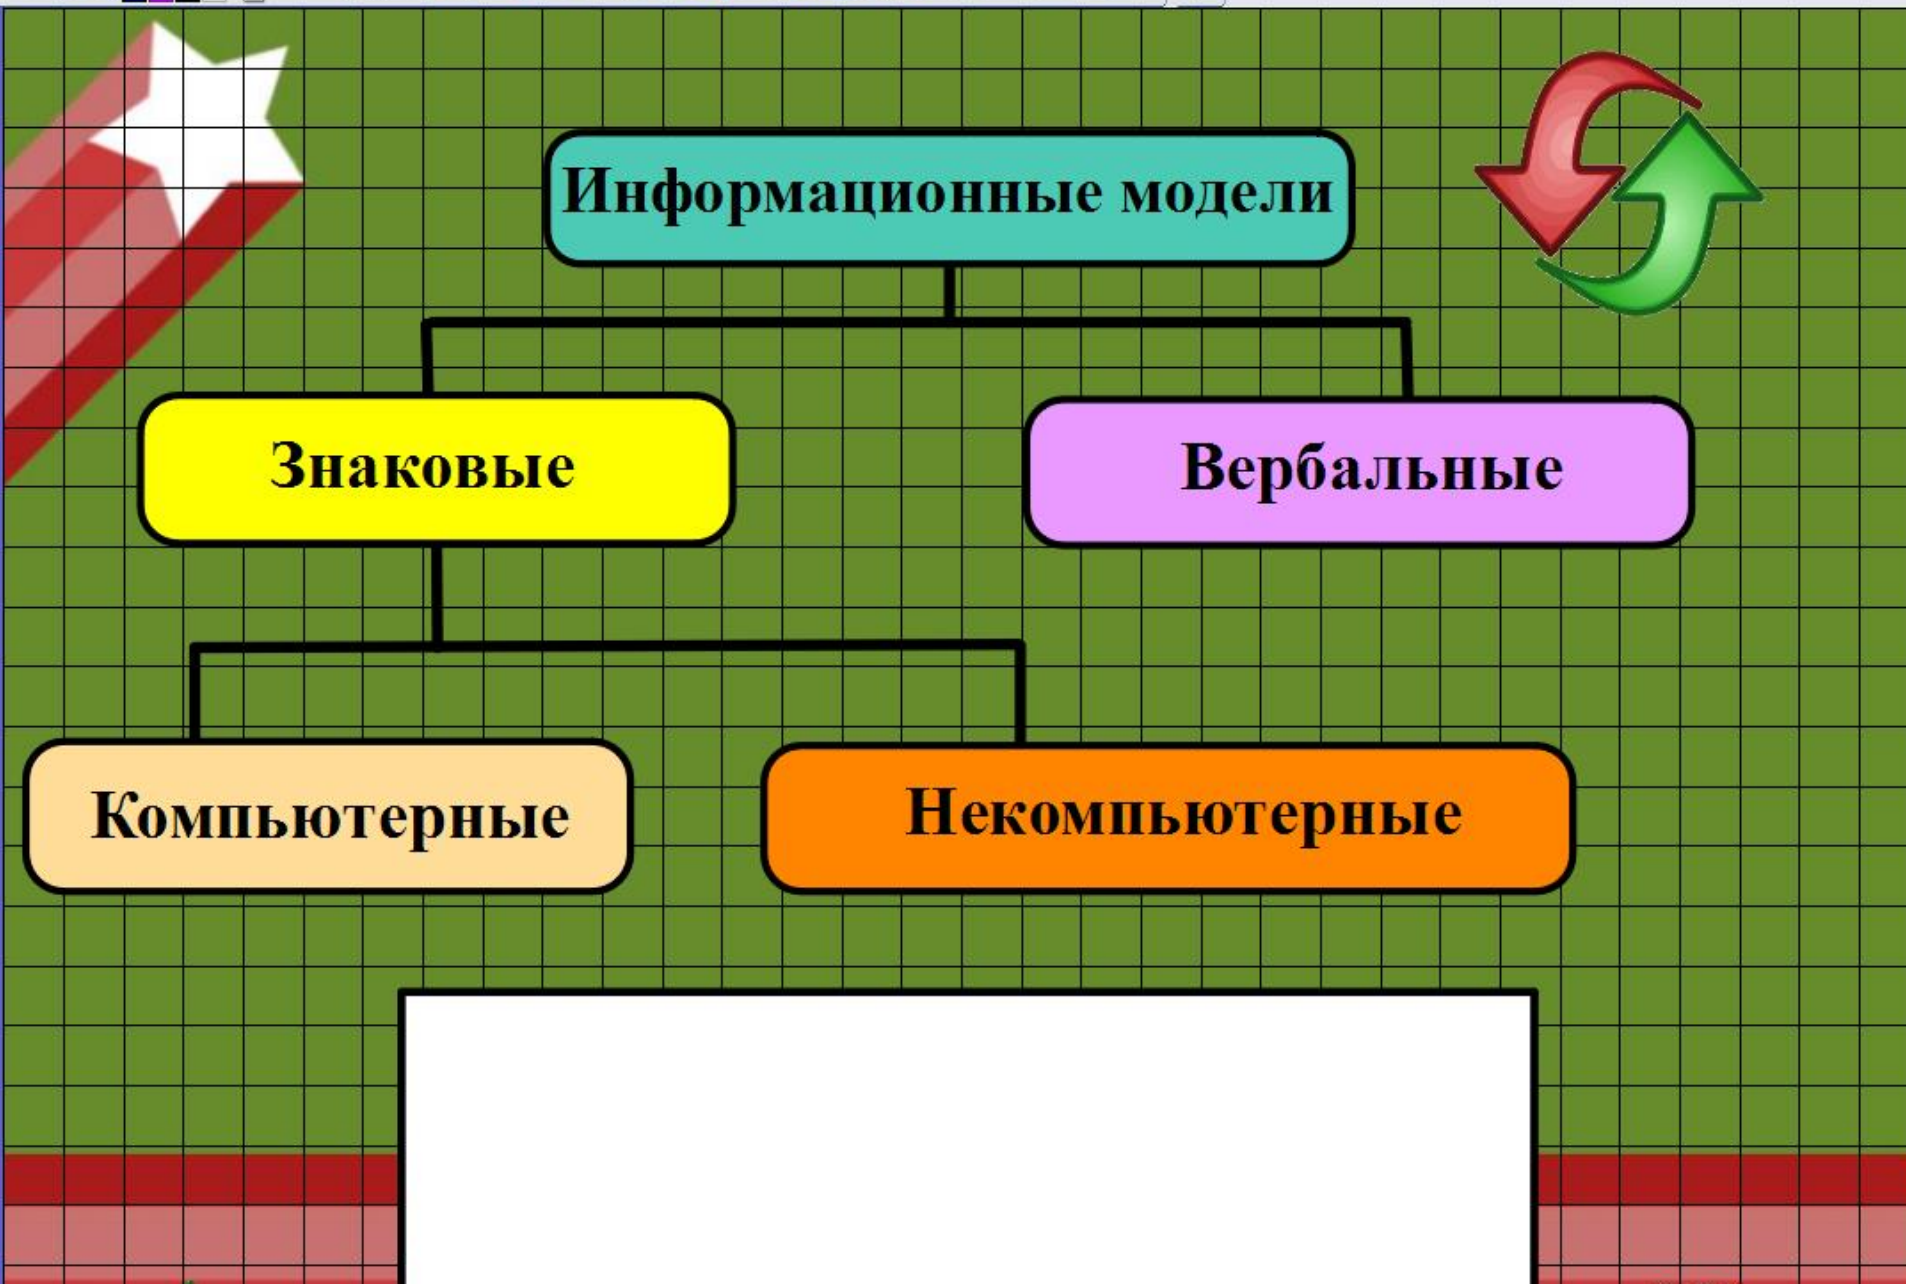 Информационные модели
Знаковые
Вербальные
Компьютерные
Некомпьютерные